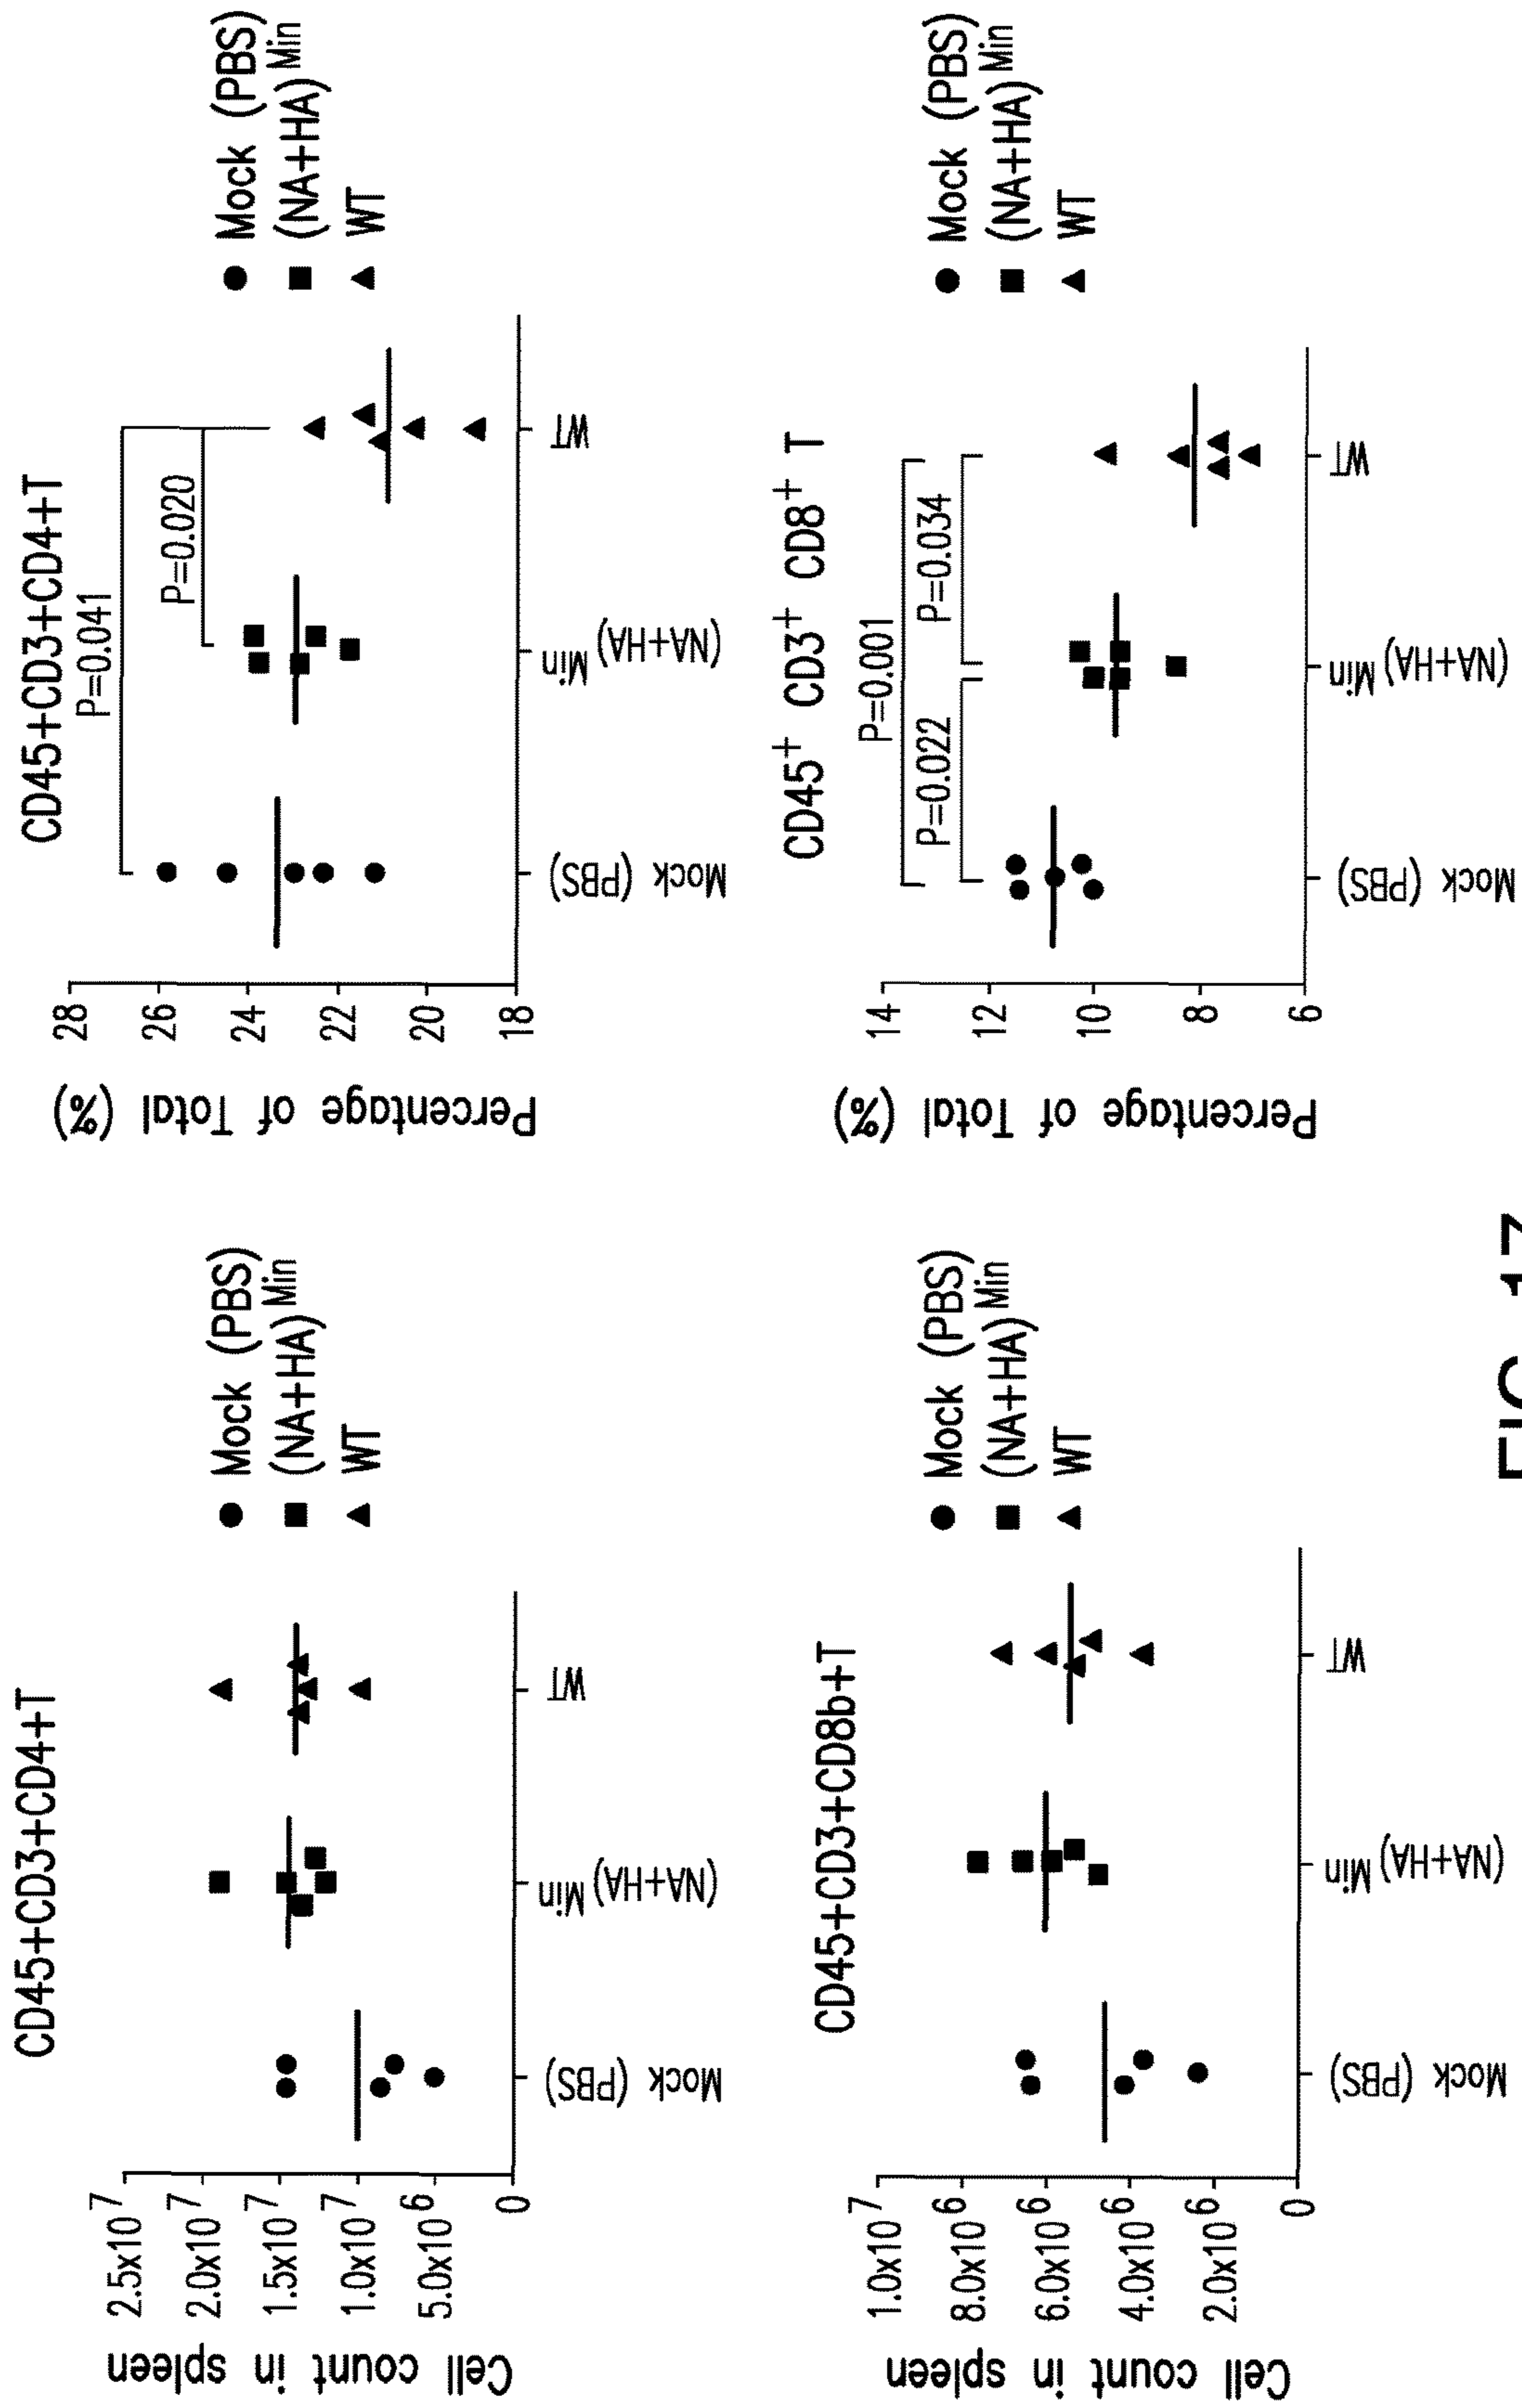 CD45+CD3+CD4+T
Cell count in spleen
2.5x10^7
2.0x10^7
1.5x10^7
1.0x10^7
5.0x10^6
0
Mock (PBS)
(NA+HA)^Min
WT
Mock (PBS)
(NA+HA) Min
WT
CD45+CD3+CD4+T
Percentage of Total (%)
28
26
24
22
20
18
P=0.041
P=0.020
Mock (PBS)
(NA+HA)^Min
WT
Mock (PBS)
(NA+HA) Min
WT
CD45+CD3+CD8b+T
Cell count in spleen
1.0x10^7
8.0x10^6
6.0x10^6
4.0x10^6
2.0x10^6
0
Mock (PBS)
(NA+HA)^Min
WT
Mock (PBS)
(NA+HA) Min
WT
CD45^+ CD3^+ CD8^+ T
Percentage of Total (%)
14
12
10
8
6
P=0.001
P=0.022
P=0.034
Mock (PBS)
(NA+HA)^Min
WT
Mock (PBS)
(NA+HA) Min
WT